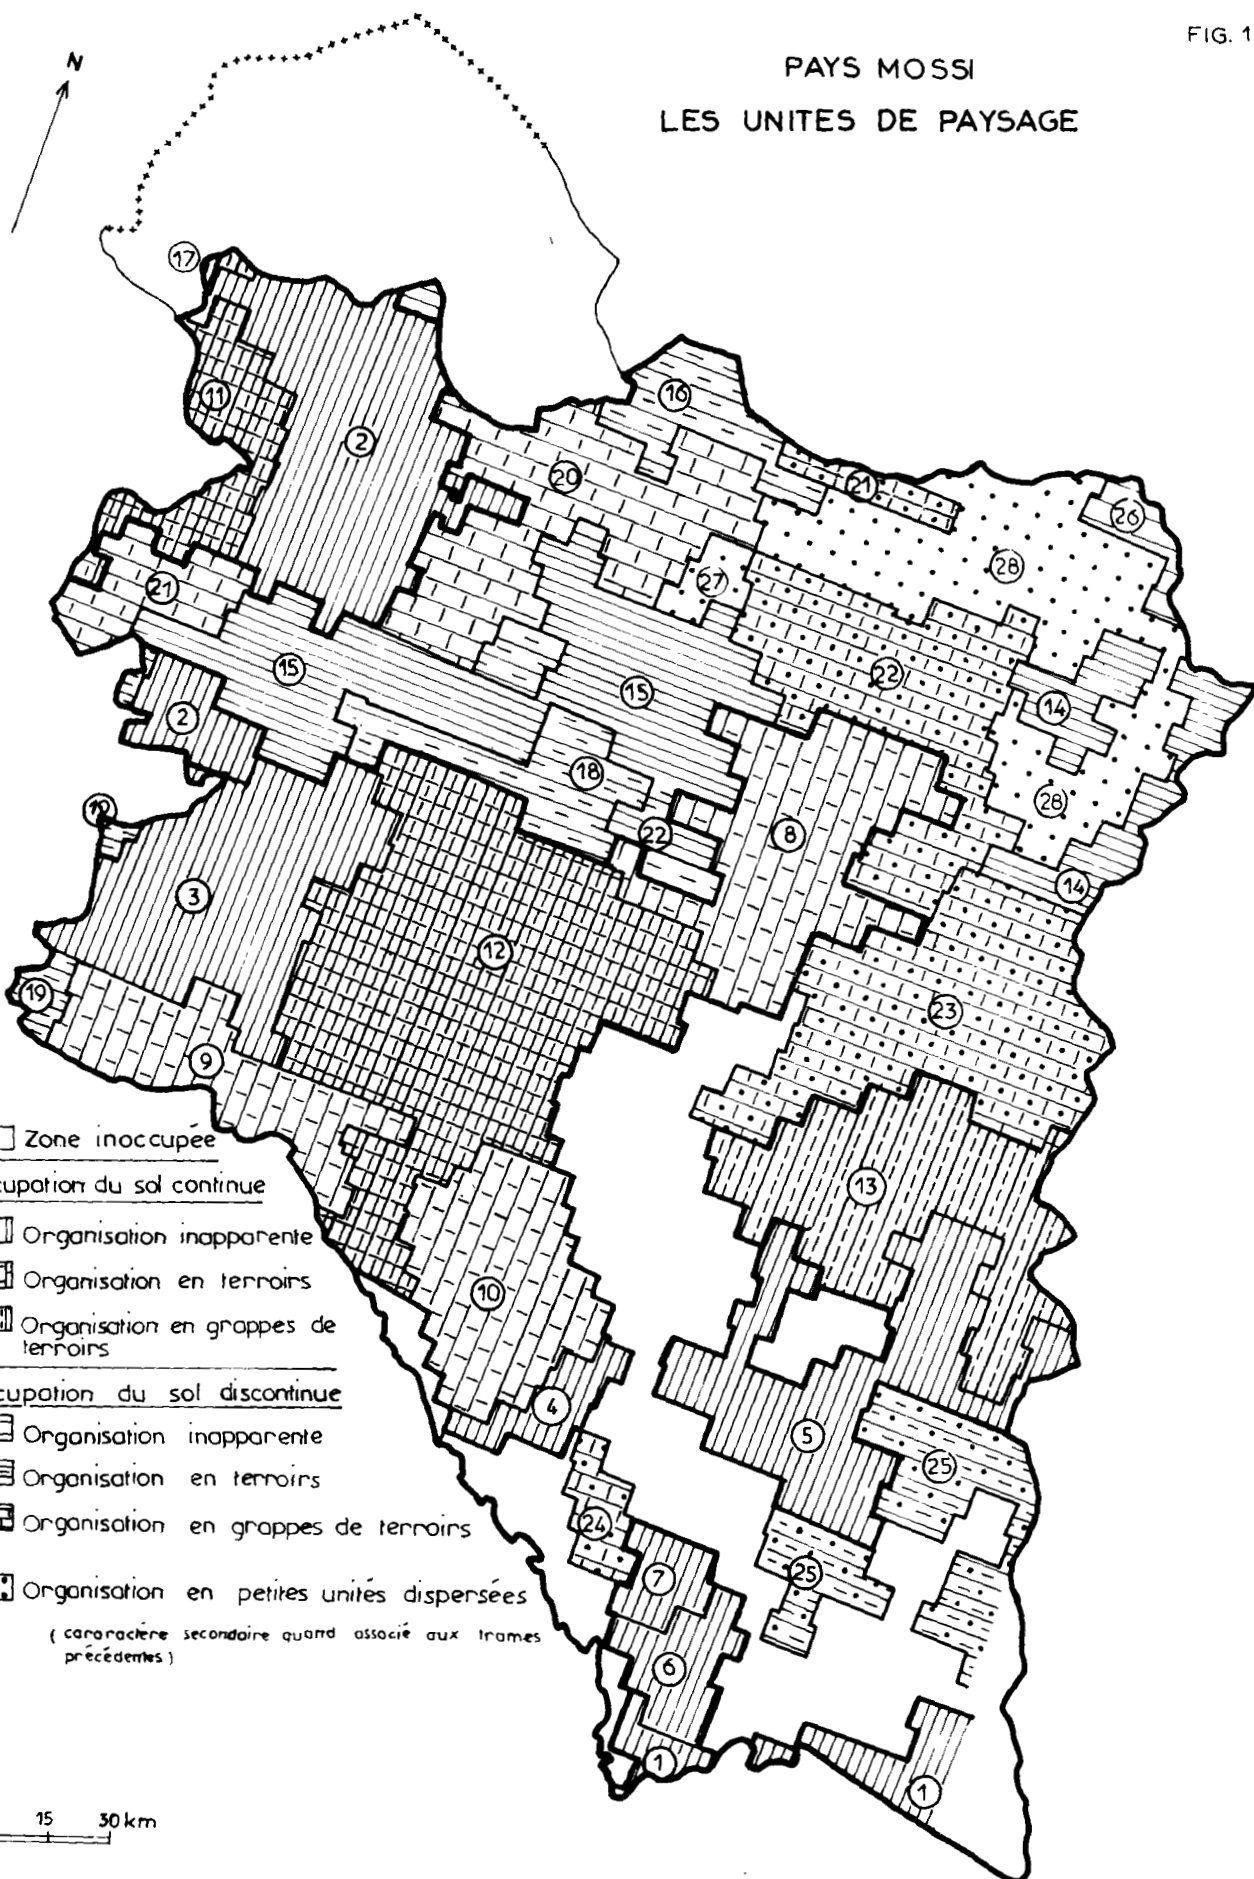 FIG. 1
PAYS MOSSI
LES UNITES DE PAYSAGE
N
17
11
2
16
20
21
26
28
27
21
22
15
15
2
14
18
28
22
8
3
14
12
19
23
9
13
10
4
5
25
24
25
7
6
1
1
Zone inoccupée
cupation du sol continue
Organisation inapparente
Organisation en terroirs
Organisation en grappes de
terroirs
cupation du sol discontinue
Organisation inapparente
Organisation en terroirs
Organisation en grappes de terroirs
Organisation en petites unités dispersées
( cararactère secondaire quand associé aux trames
précédentes )
15 30 km